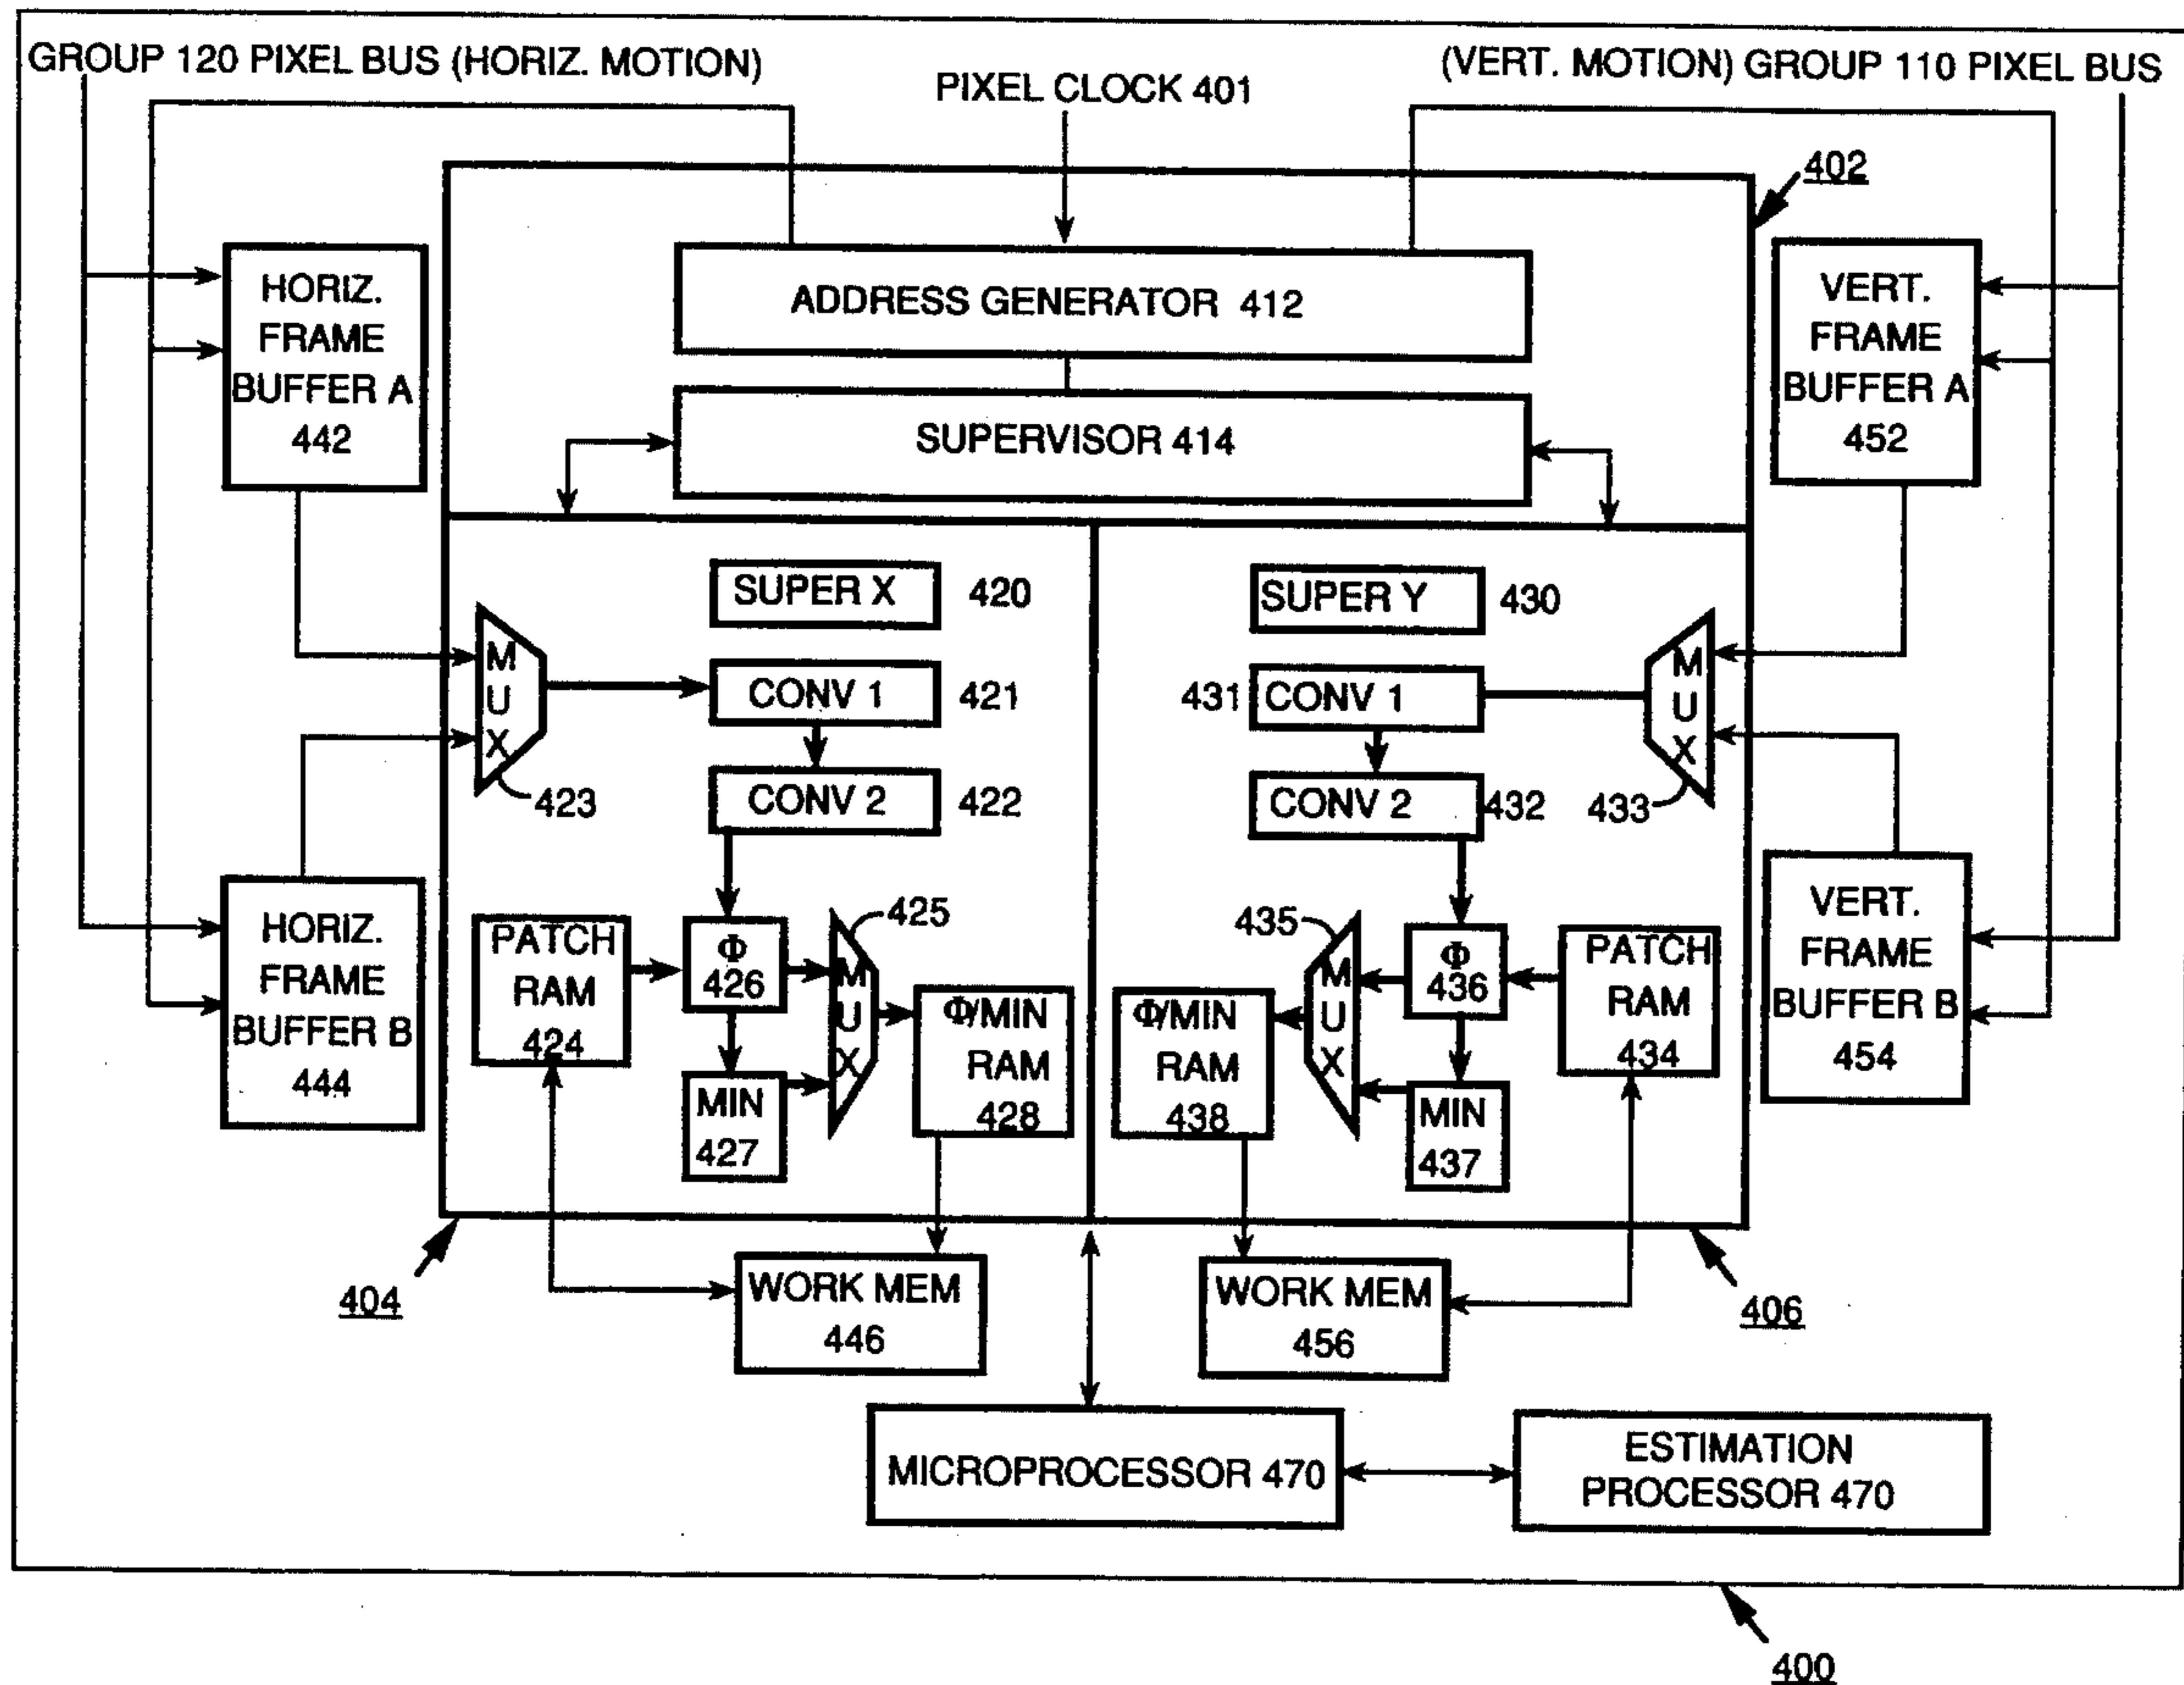 GROUP 120 PIXEL BUS (HORIZ. MOTION)
(VERT. MOTION) GROUP 110 PIXEL BUS
PIXEL CLOCK 401
402
HORIZ.
FRAME
BUFFER A
442
ADDRESS GENERATOR 412
VERT.
FRAME
BUFFER A
452
SUPERVISOR 414
SUPER X
420
SUPER Y
430
M
U
X
423
CONV 1
421
431
CONV 1
M
U
X
433
CONV 2
422
CONV 2
432
HORIZ.
FRAME
BUFFER B
444
PATCH
RAM
424
Φ
426
425
M
U
X
Φ/MIN
RAM
428
MIN
427
435
M
U
X
Φ/MIN
RAM
438
Φ
436
MIN
437
PATCH
RAM
434
VERT.
FRAME
BUFFER B
454
404
WORK MEM
446
WORK MEM
456
406
MICROPROCESSOR 470
ESTIMATION
PROCESSOR 470
400